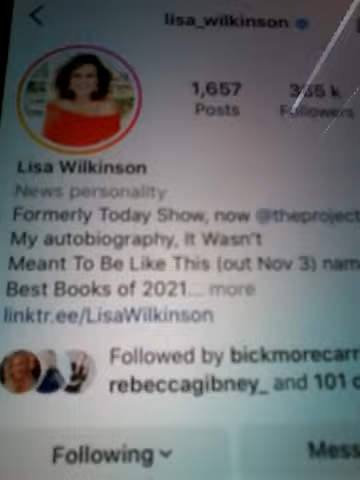 lisa_wilkinson
1,657
Posts
Followers
Lisa Wilkinson
News personality
Formerly Today Show, now @theproject
My autobiography, It Wasn't
Meant To Be Like This (out Nov 3) nam
Best Books of 2021... more
linktr.ee/LisaWilkinson
Followed by bickmorecarr
rebeccagibney_ and 101 o
Following
Mess